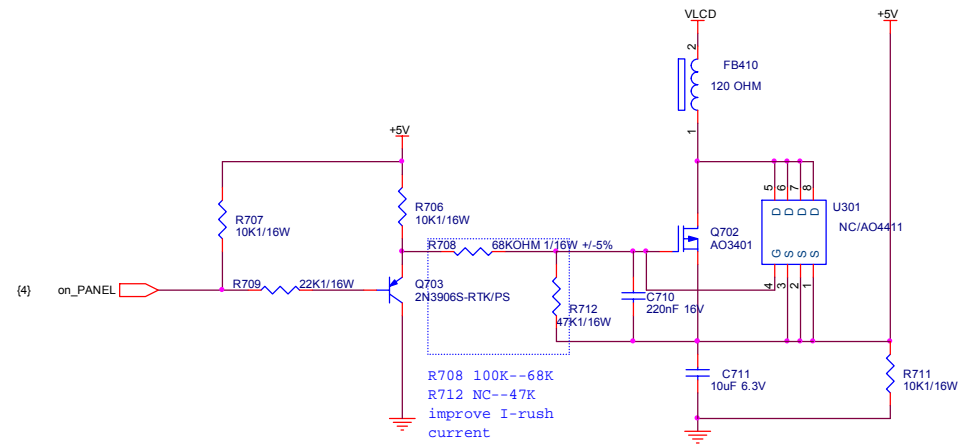 VLCD
+5V
2
FB410
120 OHM
1
+5V
5
6
7
8
R706
10K1/16W
R707
10K1/16W
D
D
D
D
U301
NC/AO4411
Q702
AO3401
R708
68KOHM 1/16W +/-5%
G
S
S
S
{4}
on_PANEL
R709
22K1/16W
Q703
2N3906S-RTK/PS
4
3
2
1
C710
220nF 16V
R712
47K1/16W
C711
10uF 6.3V
R711
10K1/16W
R708 100K--68K
R712 NC--47K
improve I-rush
current